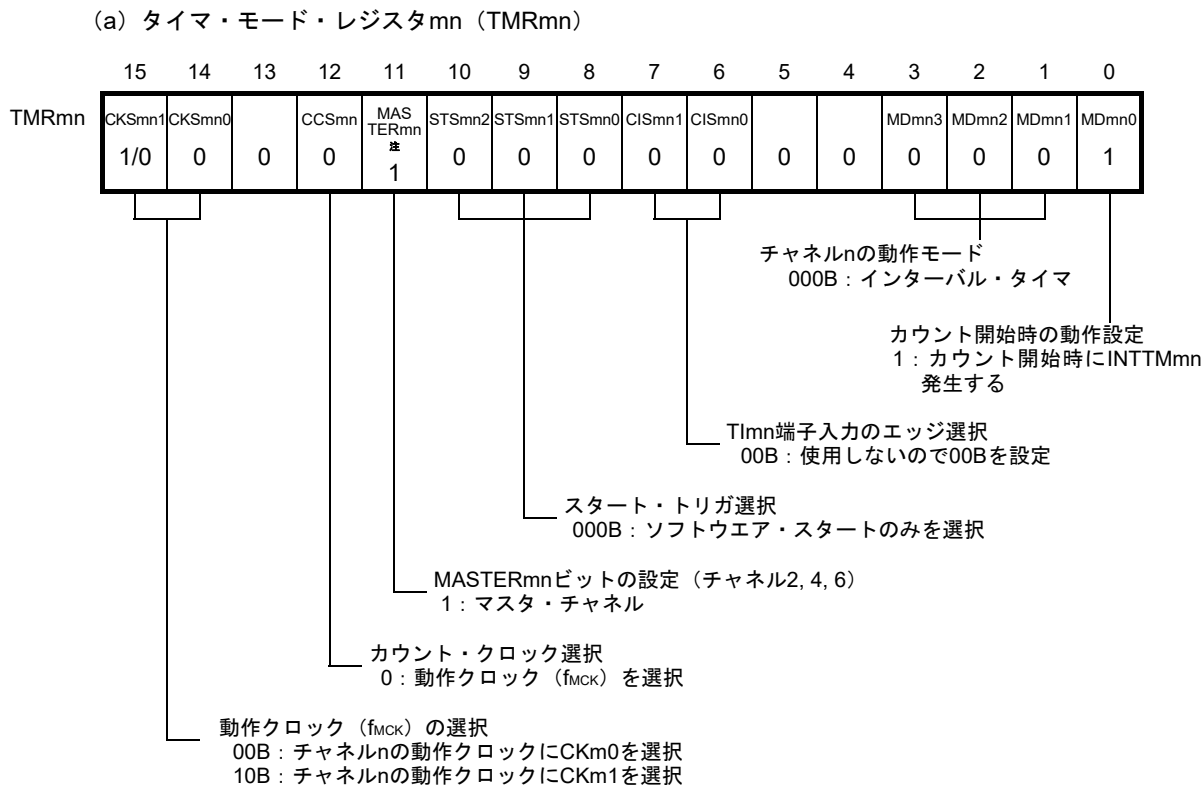 (a) タイマ・モード・レジスタmn (TMRmn)
15 14 13 12 11 10 9 8 7 6 5 4 3 2 1 0
TMRmn
CKSmn1 CKSmn0 CCSmn MAS TERmn 注 STSmn2 STSmn1 STSmn0 CISmn1 CISmn0 MDmn3 MDmn2 MDmn1 MDmn0
1/0 0 0 0 1 0 0 0 0 0 0 0 0 0 0 1
チャネルnの動作モード
000B：インターバル・タイマ
カウント開始時の動作設定
1：カウント開始時にINTTMmn
発生する
TImn端子入力のエッジ選択
00B：使用しないので00Bを設定
スタート・トリガ選択
000B：ソフトウエア・スタートのみを選択
MASTERmnビットの設定（チャネル2, 4, 6）
1：マスタ・チャネル
カウント・クロック選択
0：動作クロック（fMCK）を選択
動作クロック（fMCK）の選択
00B：チャネルnの動作クロックにCKm0を選択
10B：チャネルnの動作クロックにCKm1を選択